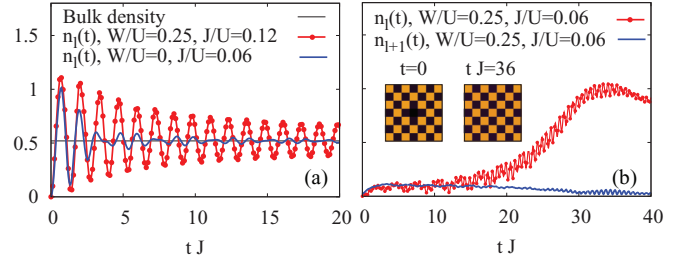 Bulk density
n_l(t), W/U=0.25, J/U=0.12
n_l(t), W/U=0, J/U=0.06
1.5
1
0.5
0
(a)
0 5 10 15 20
t J
n_l(t), W/U=0.25, J/U=0.06
n_{l+1}(t), W/U=0.25, J/U=0.06
t=0 t J=36
(b)
0 10 20 30 40
t J